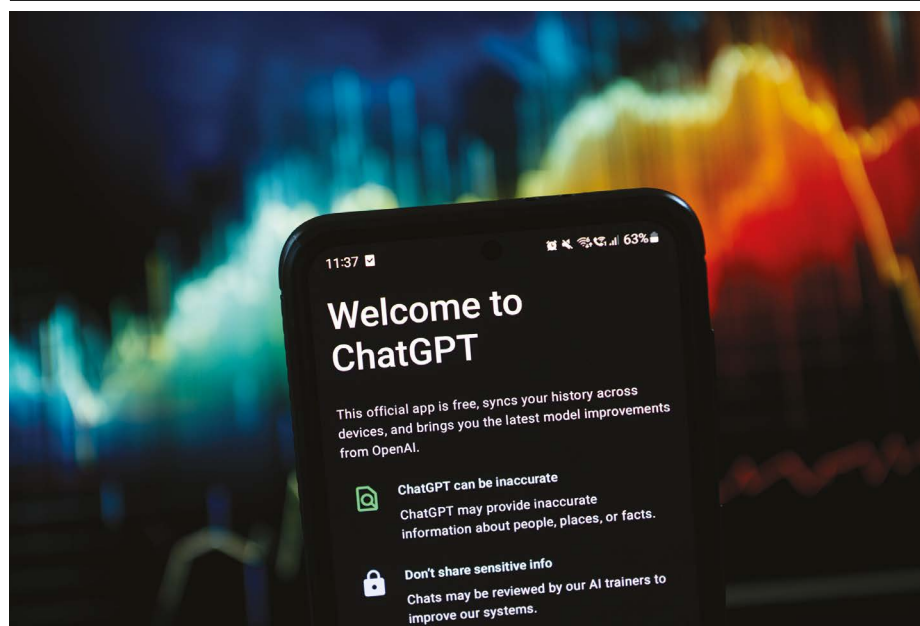 11:37 63%
Welcome to
ChatGPT
This official app is free, syncs your history across
devices, and brings you the latest model improvements
from OpenAI.
ChatGPT can be inaccurate
ChatGPT may provide inaccurate
information about people, places, or facts.
Don't share sensitive info
Chats may be reviewed by our AI trainers to
improve our systems.